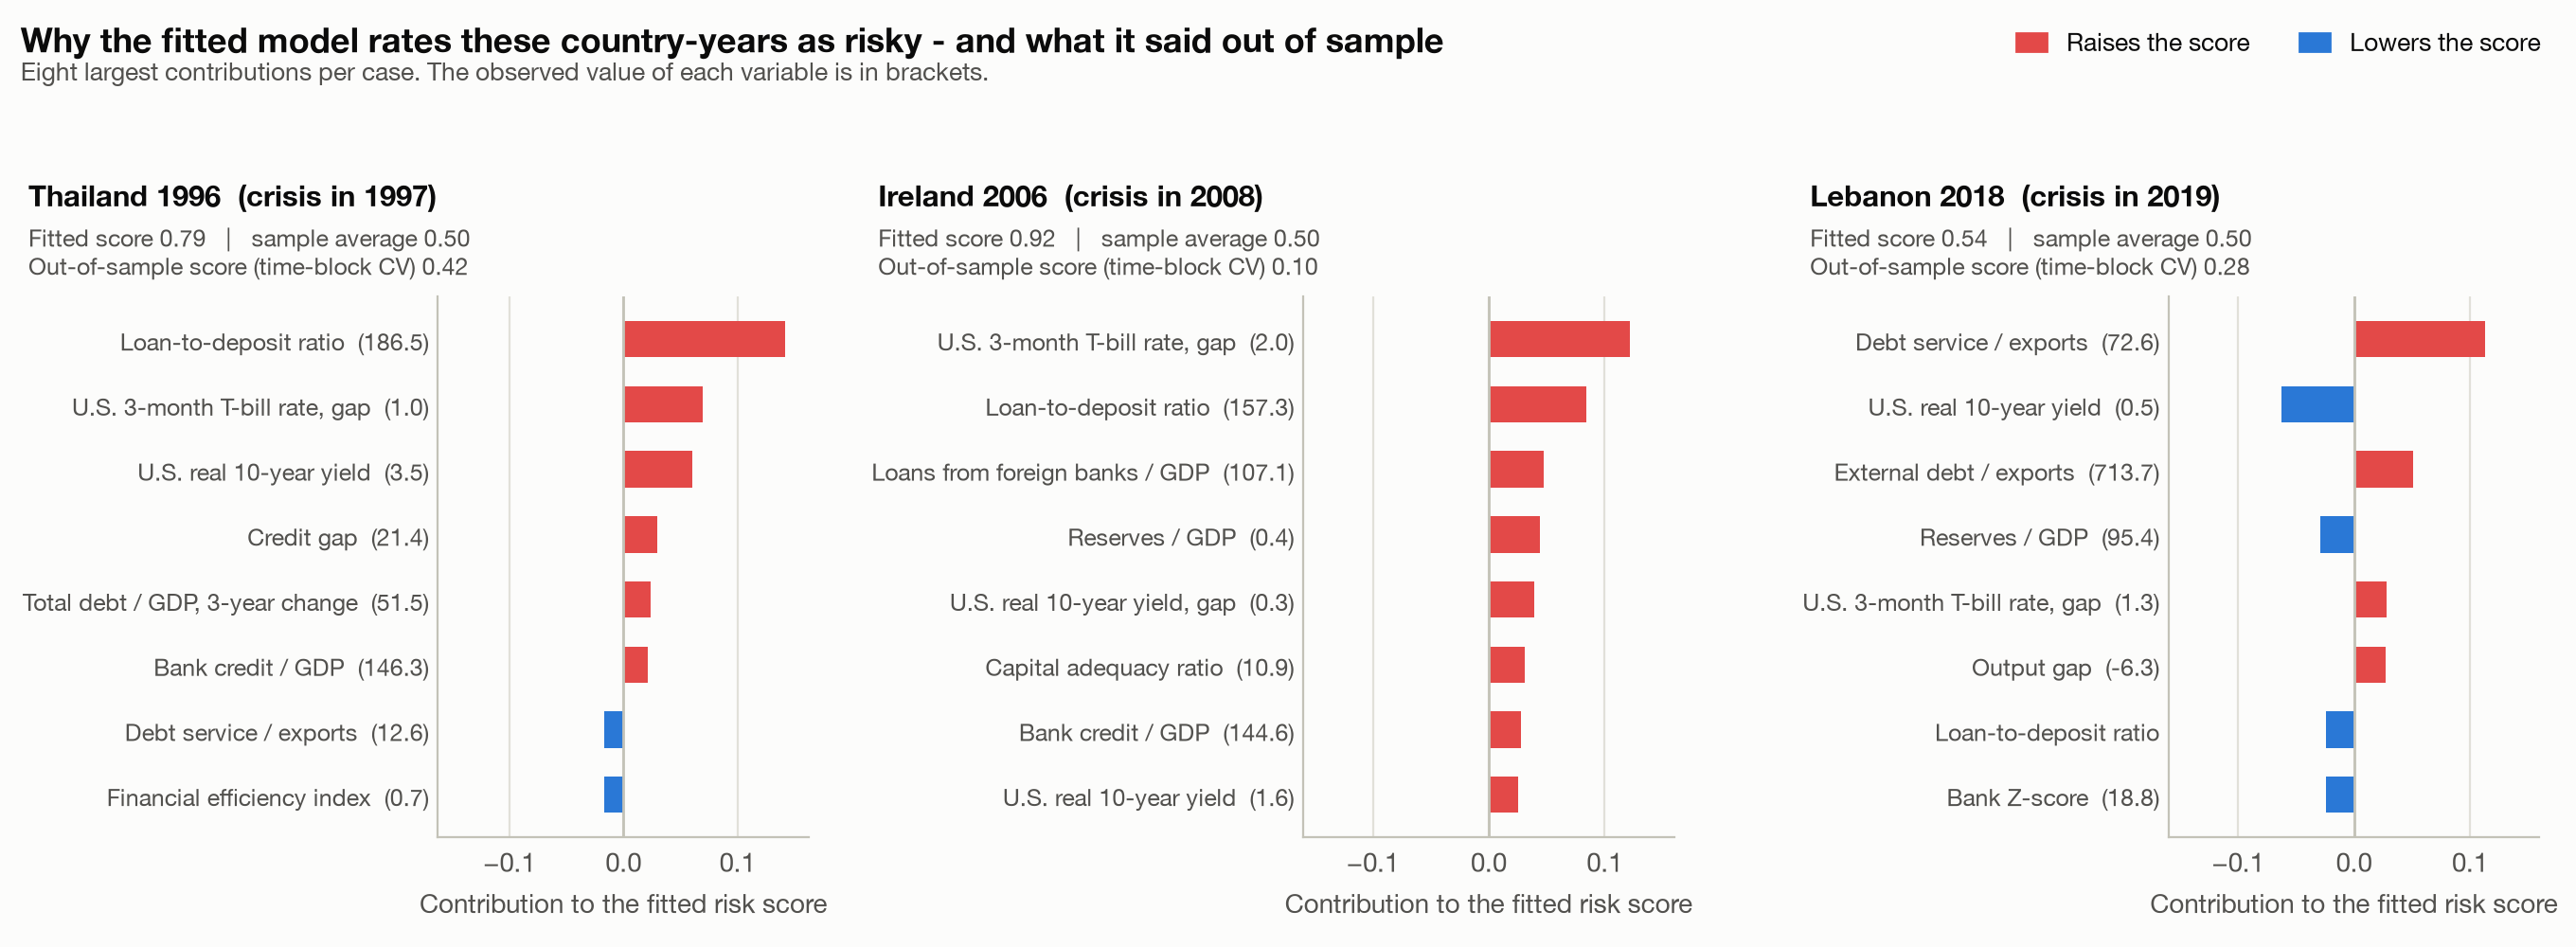 Why the fitted model rates these country-years as risky - and what it said out of sample
Eight largest contributions per case. The observed value of each variable is in brackets.
Raises the score
Lowers the score
Thailand 1996 (crisis in 1997)
Fitted score 0.79 | sample average 0.50
Out-of-sample score (time-block CV) 0.42
Loan-to-deposit ratio (186.5)
U.S. 3-month T-bill rate, gap (1.0)
U.S. real 10-year yield (3.5)
Credit gap (21.4)
Total debt / GDP, 3-year change (51.5)
Bank credit / GDP (146.3)
Debt service / exports (12.6)
Financial efficiency index (0.7)
−0.1 0.0 0.1
Contribution to the fitted risk score
Ireland 2006 (crisis in 2008)
Fitted score 0.92 | sample average 0.50
Out-of-sample score (time-block CV) 0.10
U.S. 3-month T-bill rate, gap (2.0)
Loan-to-deposit ratio (157.3)
Loans from foreign banks / GDP (107.1)
Reserves / GDP (0.4)
U.S. real 10-year yield, gap (0.3)
Capital adequacy ratio (10.9)
Bank credit / GDP (144.6)
U.S. real 10-year yield (1.6)
−0.1 0.0 0.1
Contribution to the fitted risk score
Lebanon 2018 (crisis in 2019)
Fitted score 0.54 | sample average 0.50
Out-of-sample score (time-block CV) 0.28
Debt service / exports (72.6)
U.S. real 10-year yield (0.5)
External debt / exports (713.7)
Reserves / GDP (95.4)
U.S. 3-month T-bill rate, gap (1.3)
Output gap (-6.3)
Loan-to-deposit ratio
Bank Z-score (18.8)
−0.1 0.0 0.1
Contribution to the fitted risk score